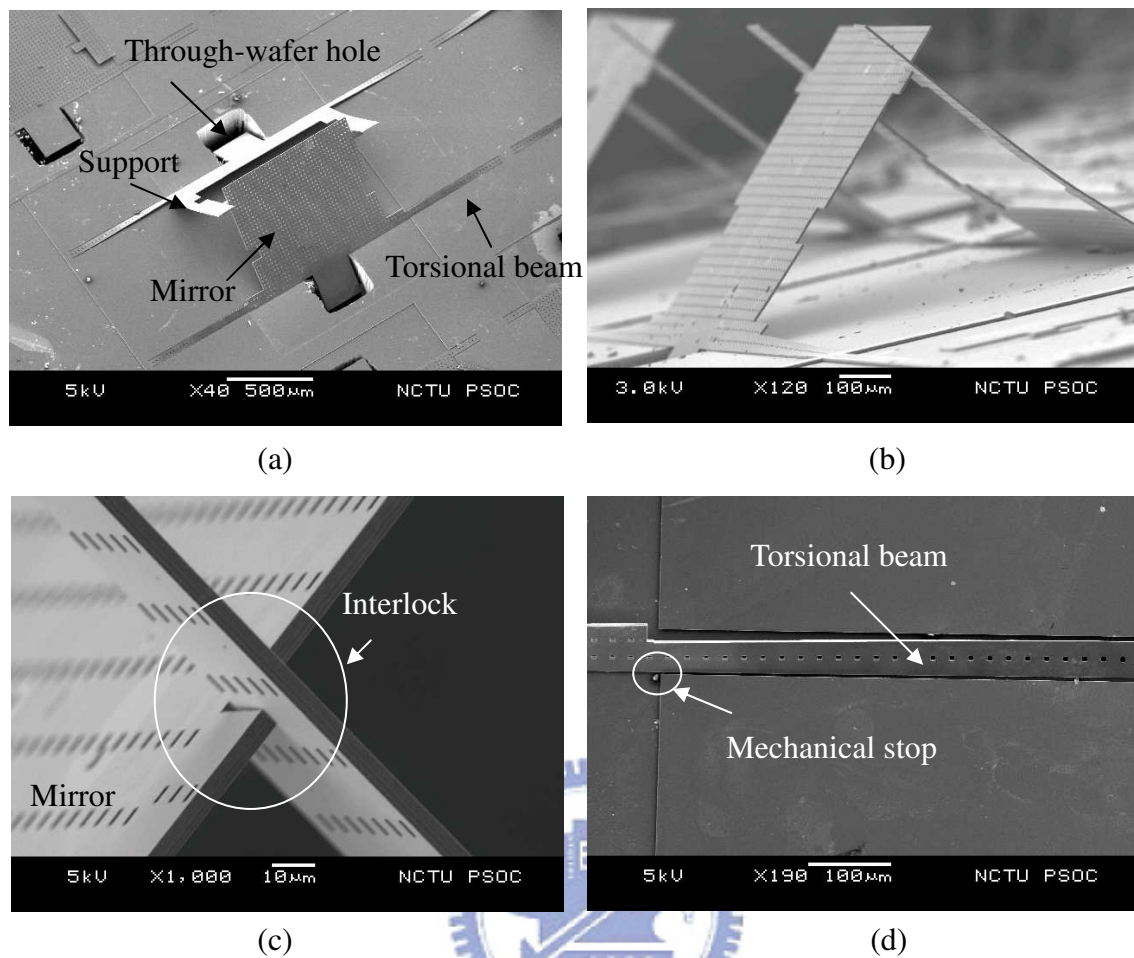 Through-wafer hole
Support
Mirror
Torsional beam
5kV X40 500µm NCTU PSOC
(a)
3.0kV X120 100µm NCTU PSOC
(b)
Interlock
Mirror
5kV X1,000 10µm NCTU PSOC
(c)
Torsional beam
Mechanical stop
5kV X190 100µm NCTU PSOC
(d)